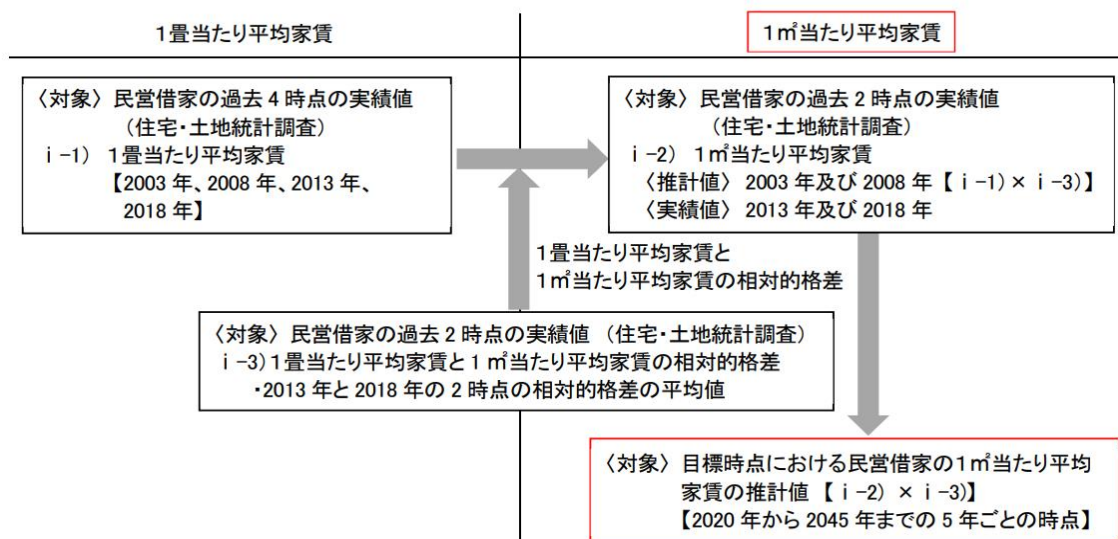 1畳当たり平均家賃
1㎡当たり平均家賃
〈対象〉 民営借家の過去4時点の実績値
(住宅・土地統計調査)
ⅰ-1) 1畳当たり平均家賃
【2003年、2008年、2013年、
2018年】
〈対象〉 民営借家の過去2時点の実績値
(住宅・土地統計調査)
ⅰ-2) 1㎡当たり平均家賃
〈推計値〉 2003年及び2008年【ⅰ-1)×ⅰ-3)】
〈実績値〉 2013年及び2018年
1畳当たり平均家賃と
1㎡当たり平均家賃の相対的格差
〈対象〉 民営借家の過去2時点の実績値 (住宅・土地統計調査)
ⅰ-3)1畳当たり平均家賃と1㎡当たり平均家賃の相対的格差
・2013年と2018年の2時点の相対的格差の平均値
〈対象〉 目標時点における民営借家の1㎡当たり平均
家賃の推計値 【ⅰ-2) × ⅰ-3)】
【2020年から2045年までの5年ごとの時点】